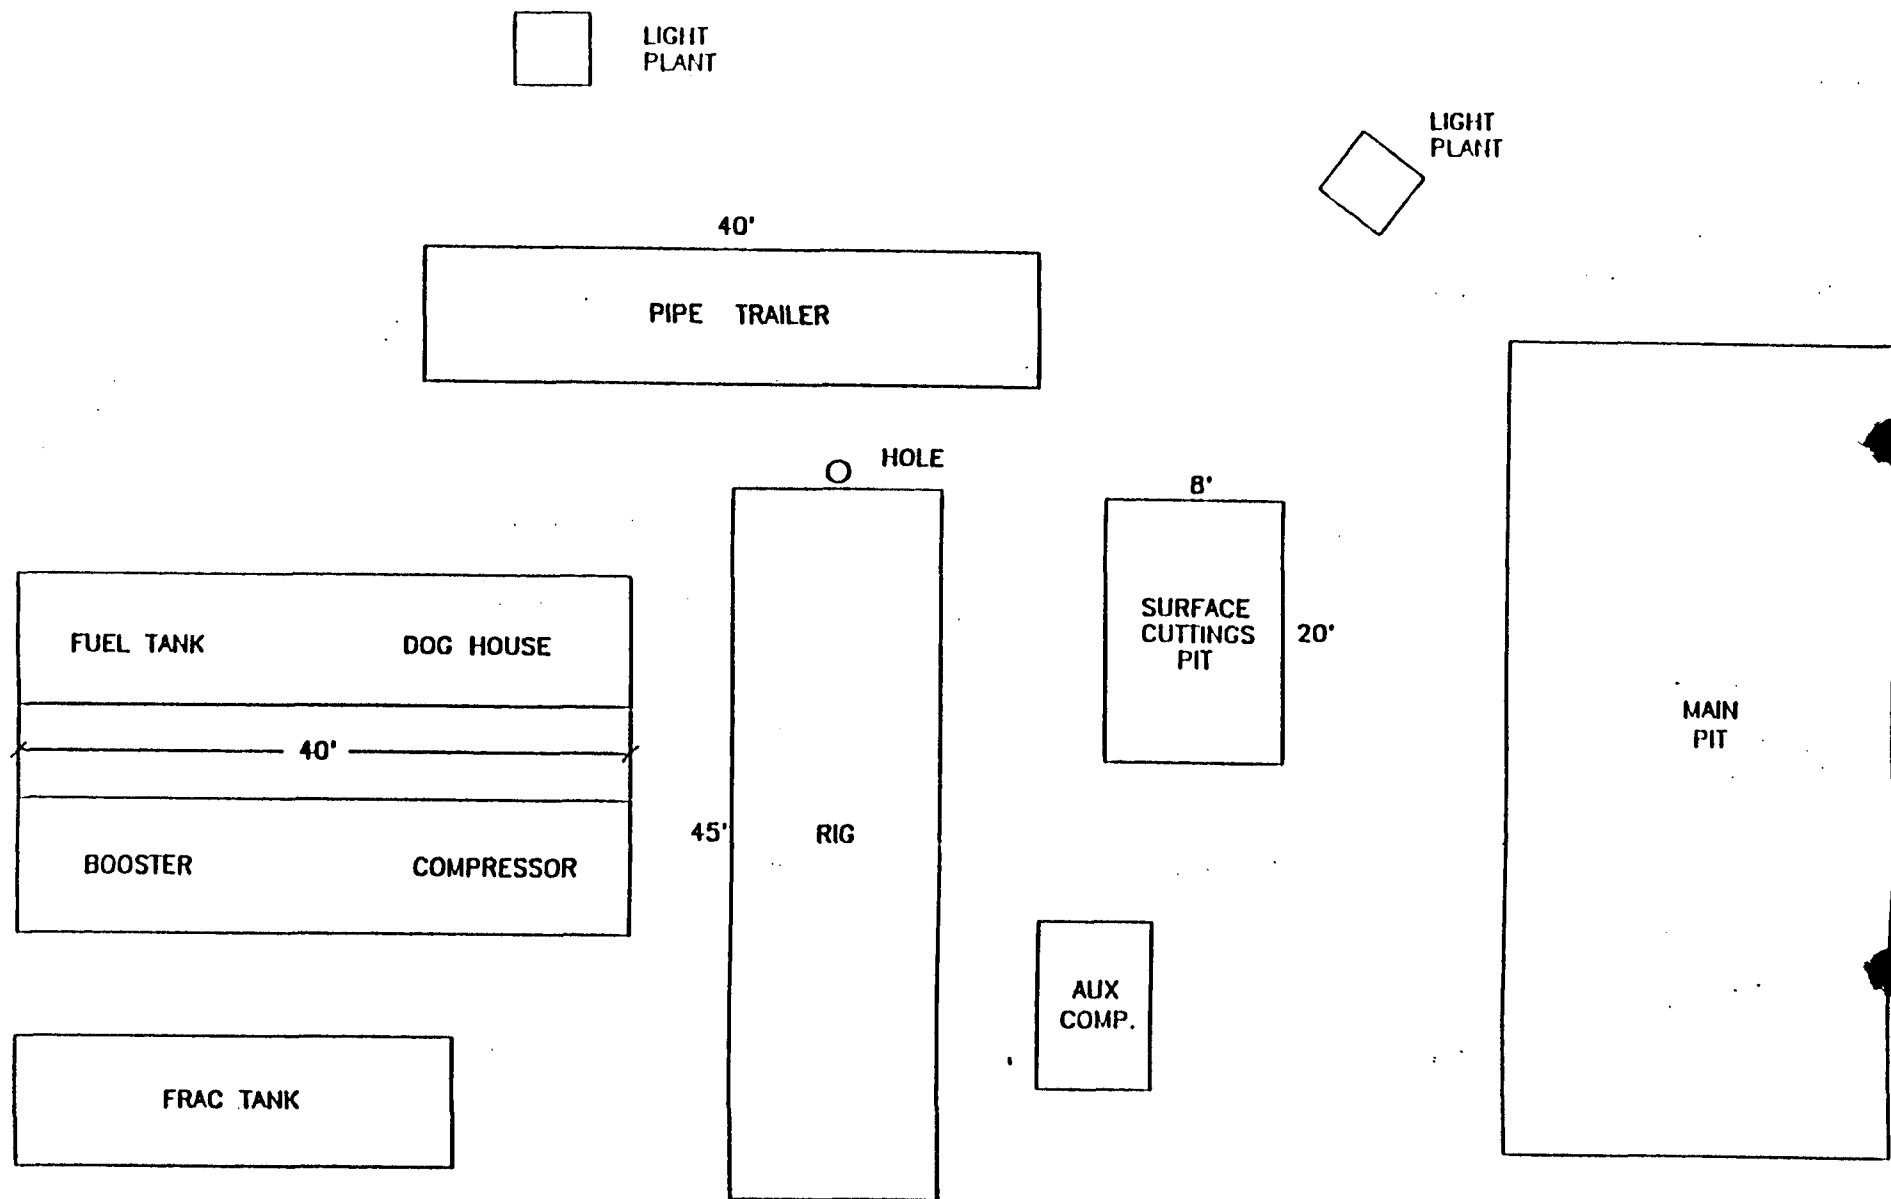 LIGHT
PLANT
LIGHT
PLANT
40'
PIPE TRAILER
HOLE
8'
SURFACE
CUTTINGS
PIT
20'
FUEL TANK
DOG HOUSE
MAIN
PIT
40'
45'
RIG
BOOSTER
COMPRESSOR
AUX
COMP.
FRAC TANK